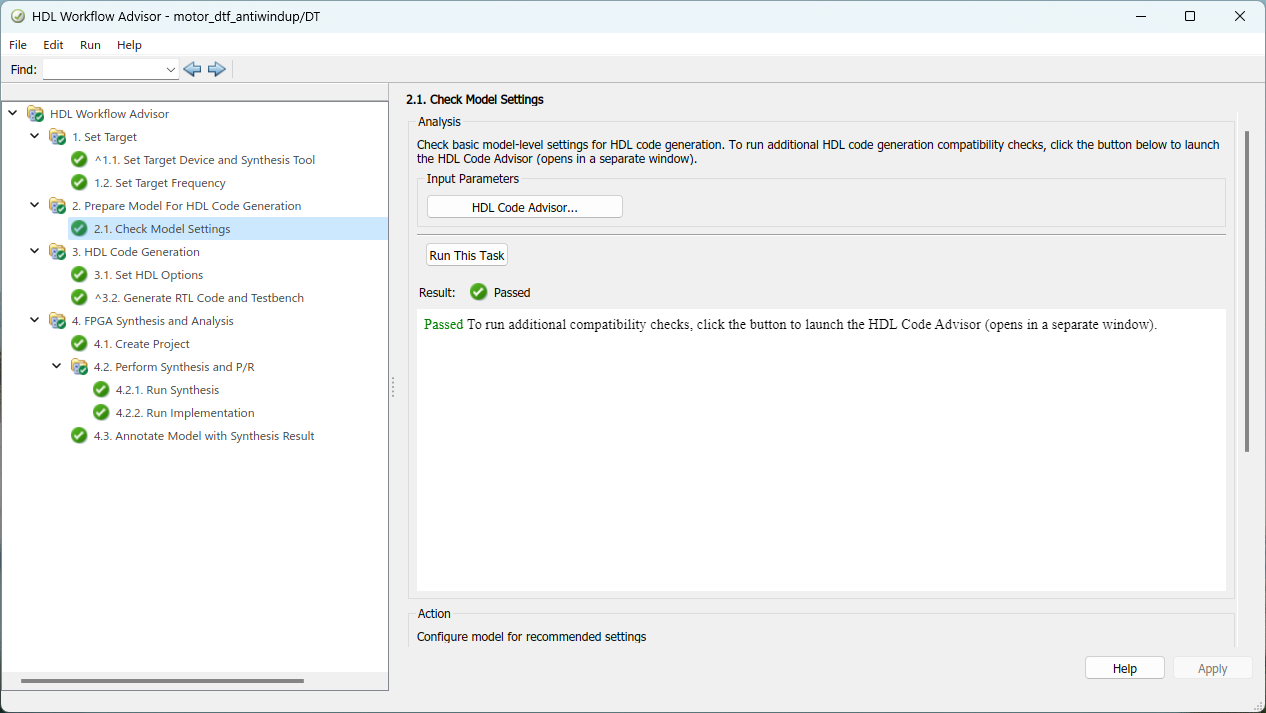 HDL Workflow Advisor - motor_dtf_antiwindup/DT
File Edit Run Help
Find:
HDL Workflow Advisor
1. Set Target
^1.1. Set Target Device and Synthesis Tool
1.2. Set Target Frequency
2. Prepare Model For HDL Code Generation
2.1. Check Model Settings
3. HDL Code Generation
3.1. Set HDL Options
^3.2. Generate RTL Code and Testbench
4. FPGA Synthesis and Analysis
4.1. Create Project
4.2. Perform Synthesis and P/R
4.2.1. Run Synthesis
4.2.2. Run Implementation
4.3. Annotate Model with Synthesis Result
2.1. Check Model Settings
Analysis
Check basic model-level settings for HDL code generation. To run additional HDL code generation compatibility checks, click the button below to launch
the HDL Code Advisor (opens in a separate window).
Input Parameters
HDL Code Advisor...
Run This Task
Result: Passed
Passed To run additional compatibility checks, click the button to launch the HDL Code Advisor (opens in a separate window).
Action
Configure model for recommended settings
Help Apply